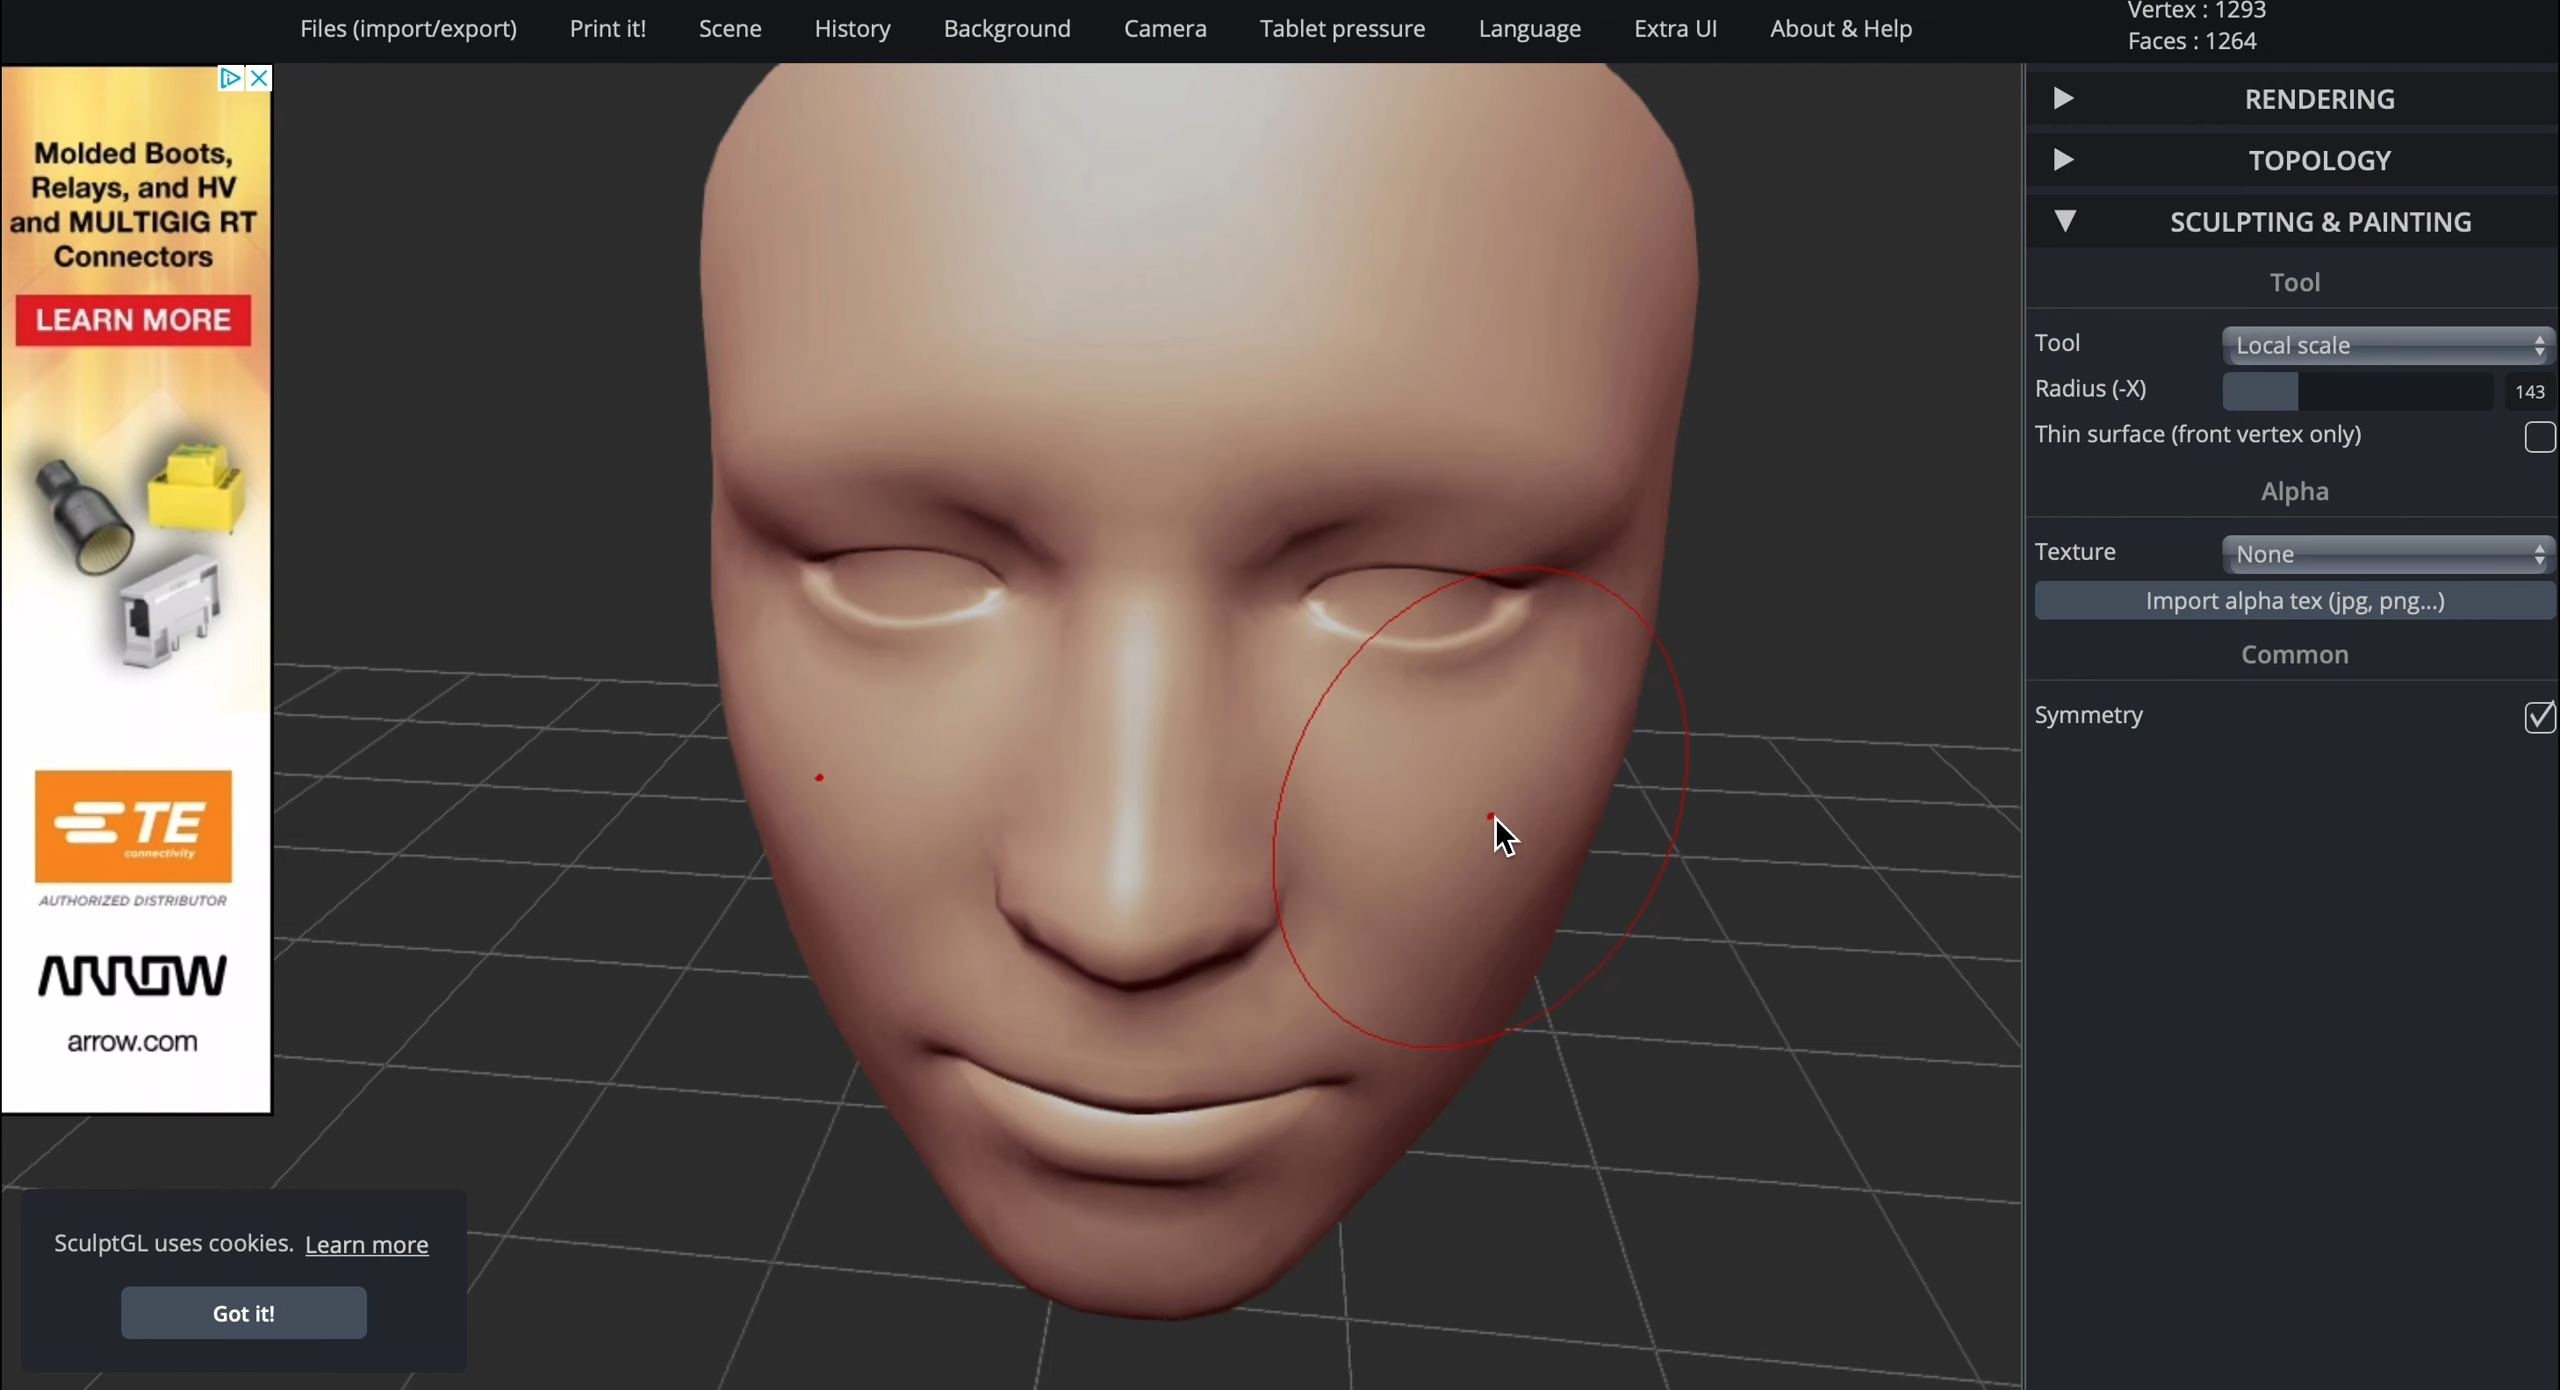 Files (import/export) Print it! Scene History Background Camera Tablet pressure Language Extra UI About & Help
Vertex : 1293
Faces : 1264
Molded Boots,
Relays, and HV
and MULTIGIG RT
Connectors
LEARN MORE
TE
connectivity
AUTHORIZED DISTRIBUTOR
ARROW
arrow.com
SculptGL uses cookies. Learn more
Got it!
RENDERING
TOPOLOGY
SCULPTING & PAINTING
Tool
Tool Local scale
Radius (-X) 143
Thin surface (front vertex only)
Alpha
Texture None
Import alpha tex (jpg, png...)
Common
Symmetry